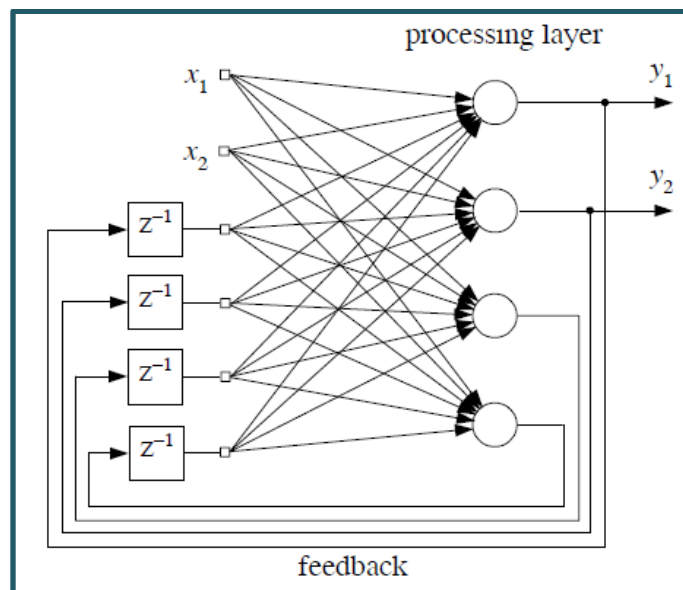 processing layer
x₁
y₁
x₂
y₂
Z⁻¹
Z⁻¹
Z⁻¹
Z⁻¹
feedback